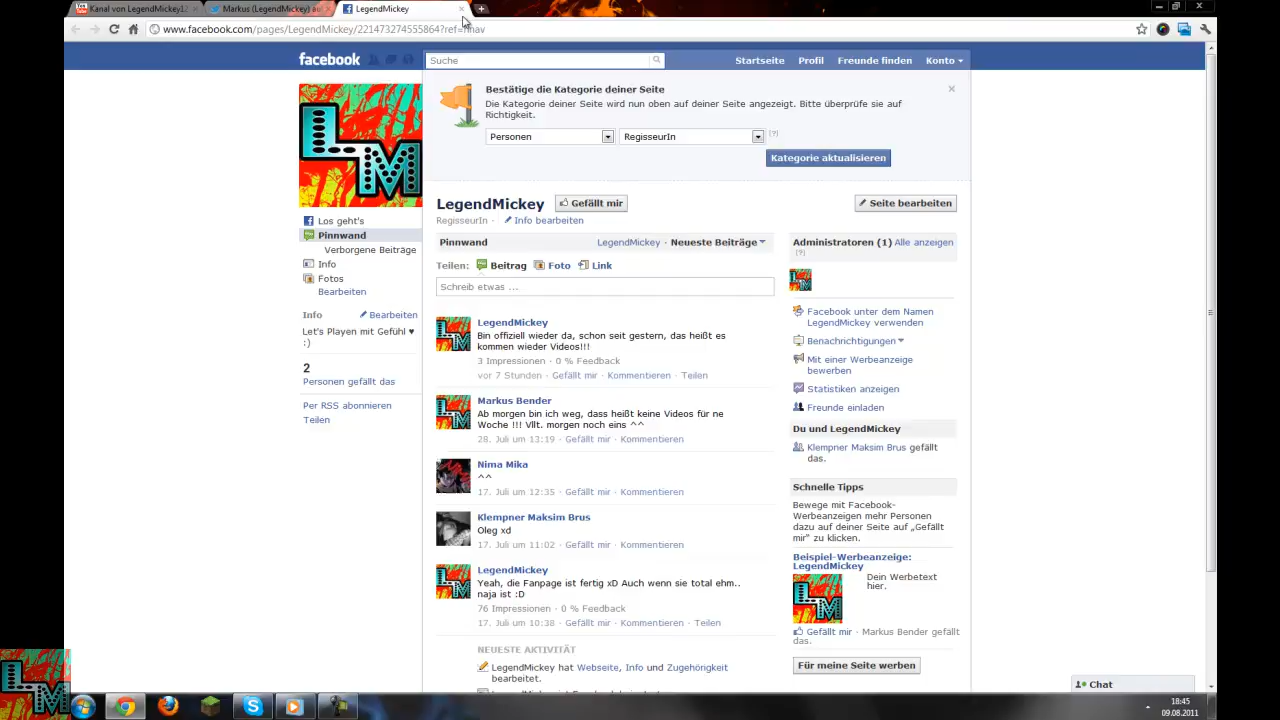 Kanal von LegendMickey1
Markus (LegendMickey) au
LegendMickey
www.facebook.com/pages/LegendMickey/221473274555864?ref=hnav
facebook
Suche
Startseite Profil Freunde finden Konto
Bestätige die Kategorie deiner Seite
Die Kategorie deiner Seite wird nun oben auf deiner Seite angezeigt. Bitte überprüfe sie auf
Richtigkeit.
Personen RegisseurIn [?]
Kategorie aktualisieren
LM
LegendMickey Gefällt mir Seite bearbeiten
RegisseurIn · Info bearbeiten
Los geht's
Pinnwand
Verborgene Beiträge
Info
Fotos
Bearbeiten
Info Bearbeiten
Let's Playen mit Gefühl ♥
:)
2
Personen gefällt das
Per RSS abonnieren
Teilen
Pinnwand LegendMickey · Neueste Beiträge
Teilen: Beitrag Foto Link
Schreib etwas ...
LegendMickey
Bin offiziell wieder da, schon seit gestern, das heißt es
kommen wieder Videos!!!
3 Impressionen · 0 % Feedback
vor 7 Stunden · Gefällt mir · Kommentieren · Teilen
Markus Bender
Ab morgen bin ich weg, dass heißt keine Videos für ne
Woche !!! Vllt. morgen noch eins ^^
28. Juli um 13:19 · Gefällt mir · Kommentieren
Nima Mika
^^
17. Juli um 12:35 · Gefällt mir · Kommentieren
Klempner Maksim Brus
Oleg xd
17. Juli um 11:02 · Gefällt mir · Kommentieren
LegendMickey
Yeah, die Fanpage ist fertig xD Auch wenn sie total ehm..
naja ist :D
76 Impressionen · 0 % Feedback
17. Juli um 10:38 · Gefällt mir · Kommentieren · Teilen
NEUESTE AKTIVITÄT
LegendMickey hat Webseite, Info und Zugehörigkeit
bearbeitet.
Administratoren (1) Alle anzeigen
[?]
Facebook unter dem Namen
LegendMickey verwenden
Benachrichtigungen
Mit einer Werbeanzeige
bewerben
Statistiken anzeigen
Freunde einladen
Du und LegendMickey
Klempner Maksim Brus gefällt
das.
Schnelle Tipps
Bewege mit Facebook-
Werbeanzeigen mehr Personen
dazu auf deiner Seite auf „Gefällt
mir“ zu klicken.
Beispiel-Werbeanzeige:
LegendMickey
Dein Werbetext
hier.
Gefällt mir · Markus Bender gefällt
das.
Für meine Seite werben
Chat
LM
18:45
09.08.2011